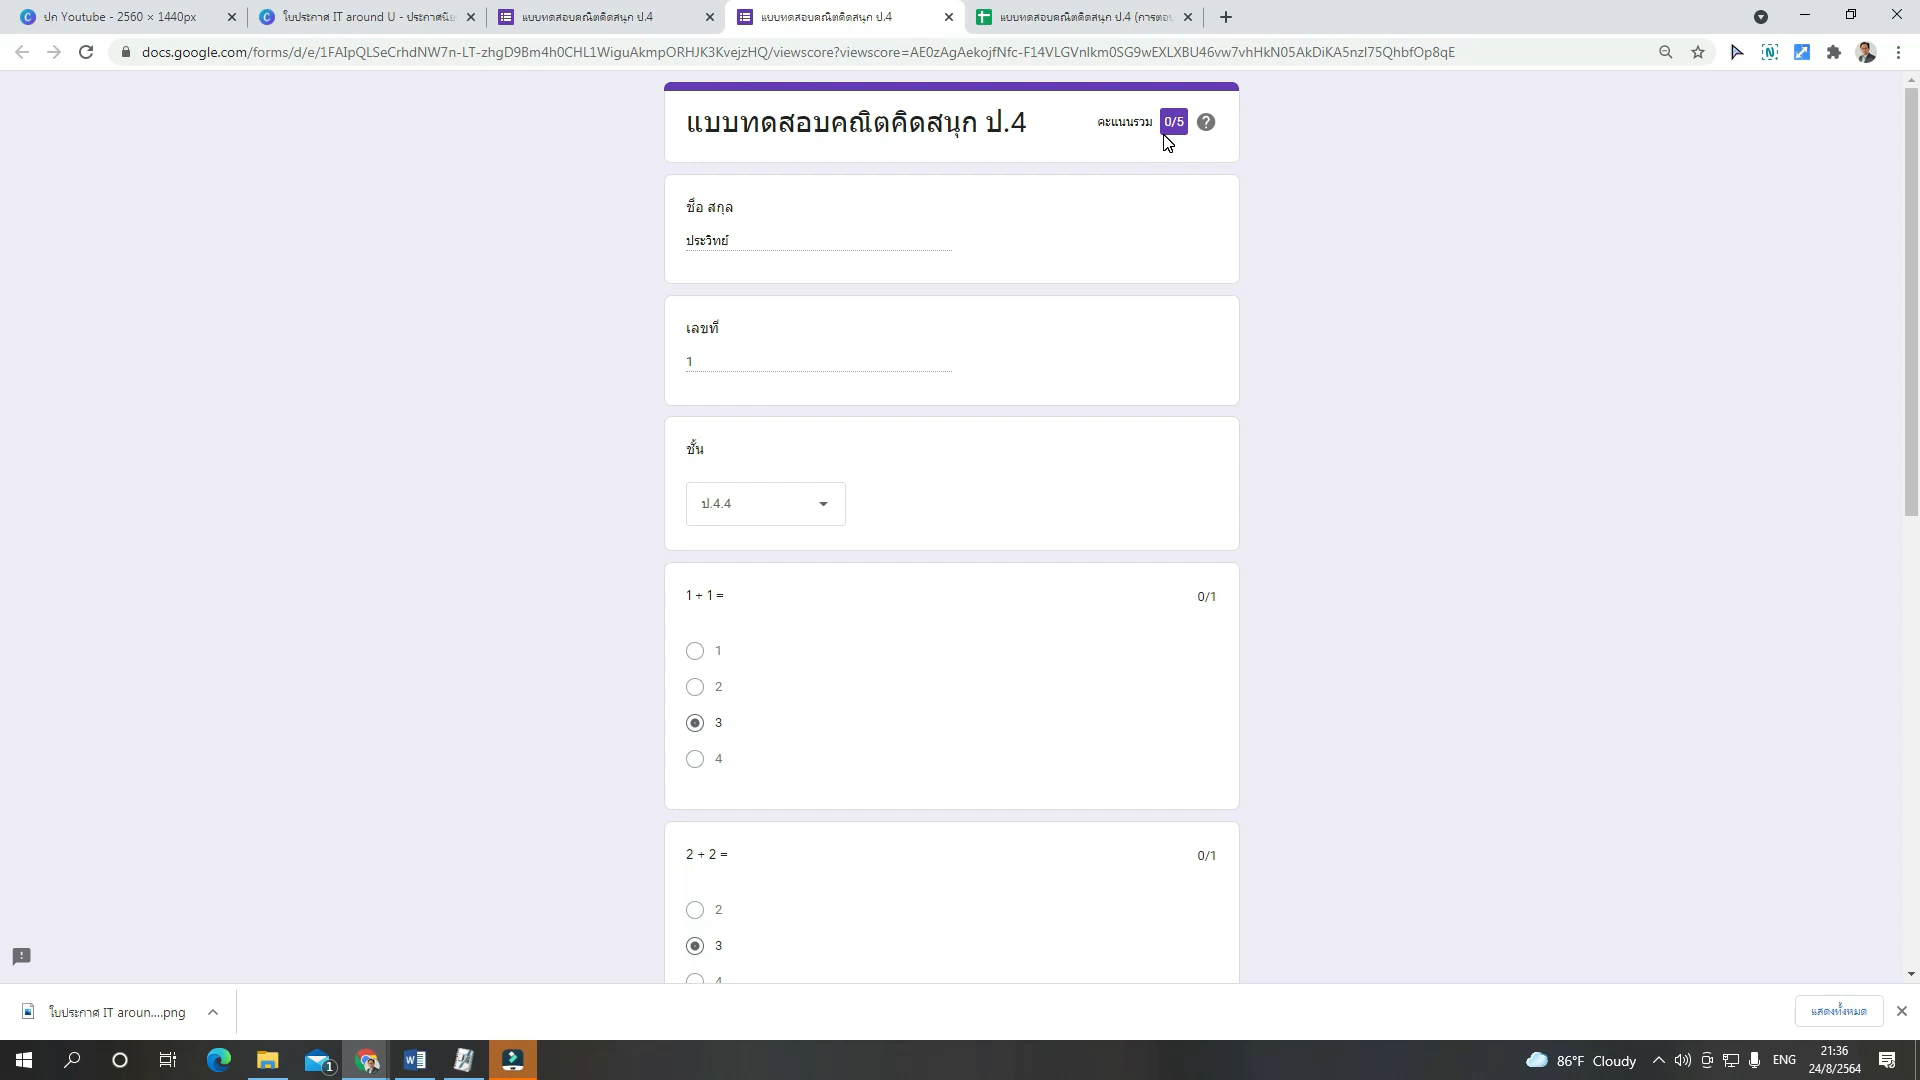 ปก Youtube - 2560 × 1440px
ใบประกาศ IT around U - ประกาศนีย
แบบทดสอบคณิตคิดสนุก ป.4
แบบทดสอบคณิตคิดสนุก ป.4
แบบทดสอบคณิตคิดสนุก ป.4 (การตอบ
docs.google.com/forms/d/e/1FAIpQLSeCrhdNW7n-LT-zhgD9Bm4h0CHL1WiguAkmpORHJK3KvejzHQ/viewscore?viewscore=AE0zAgAekojfNfc-F14VLGVnlkm0SG9wEXLXBU46vw7vhHkN05AkDiKA5nzI75QhbfOp8qE
แบบทดสอบคณิตคิดสนุก ป.4
คะแนนรวม 0/5
ชื่อ สกุล
ประวิทย์
เลขที่
1
ชั้น
ป.4.4
1 + 1 =
0/1
1
2
3
4
2 + 2 =
0/1
2
3
4
ใบประกาศ IT aroun....png
แสดงทั้งหมด
1
86°F Cloudy
ENG
21:36
24/8/2564